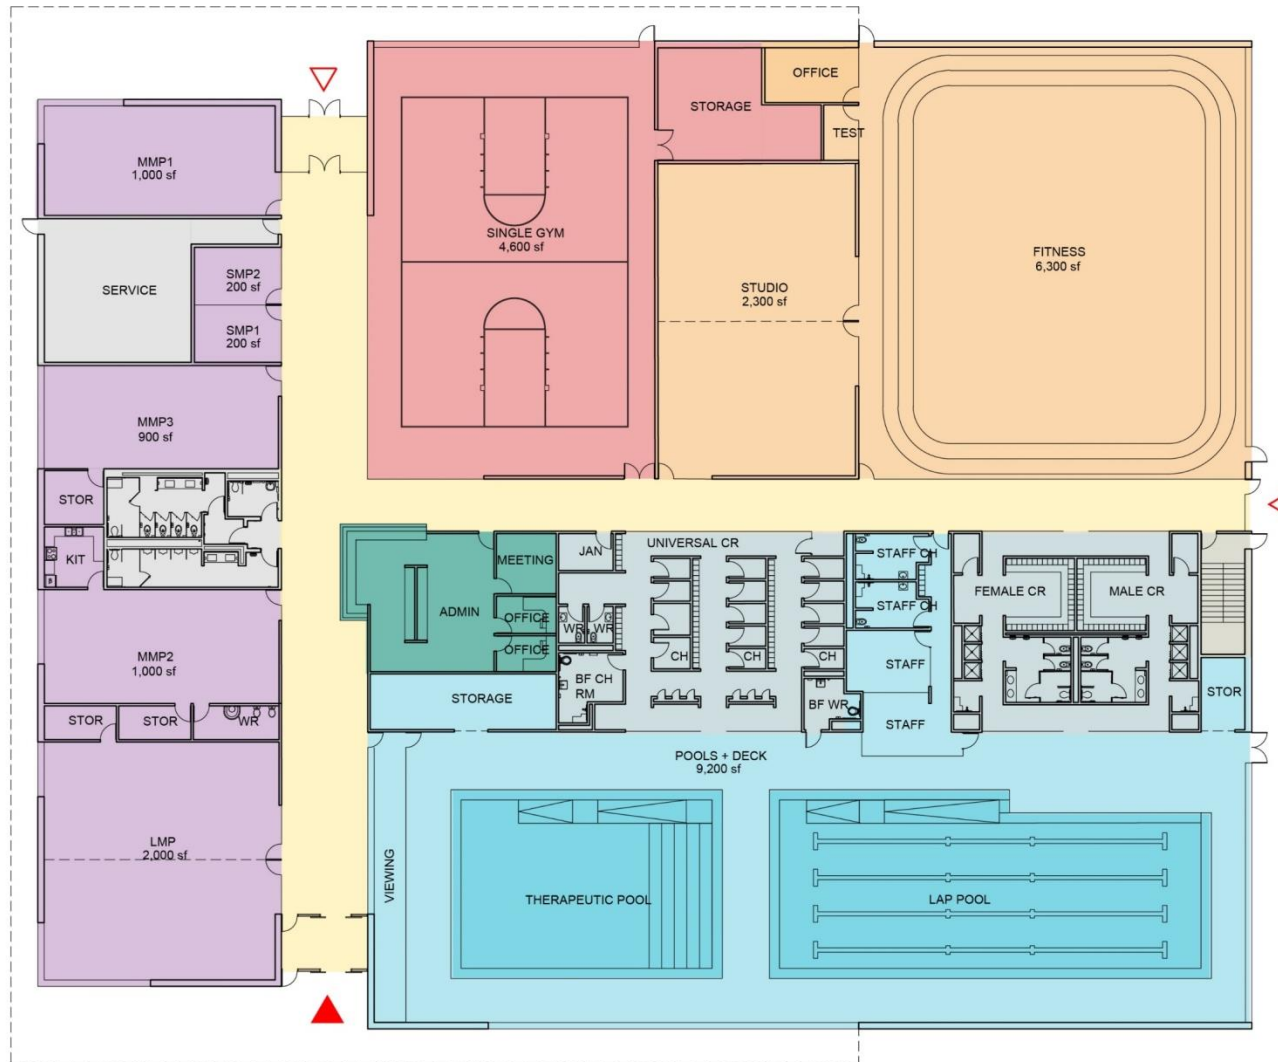 OFFICE
STORAGE
TEST
MMP1
1,000 sf
SINGLE GYM
4,600 sf
FITNESS
6,300 sf
SMP2
200 sf
SERVICE
STUDIO
2,300 sf
SMP1
200 sf
MMP3
900 sf
STOR
KIT
UNIVERSAL CR
JAN
MEETING
STAFF CH
FEMALE CR
MALE CR
ADMIN
OFFICE
STAFF CH
WR
WR
OFFICE
CH
CH
CH
STAFF
MMP2
1,000 sf
BF CH
RM
STORAGE
BF WR
STOR
STOR
STOR
WR
STAFF
POOLS + DECK
9,200 sf
LMP
2,000 sf
VIEWING
THERAPEUTIC POOL
LAP POOL